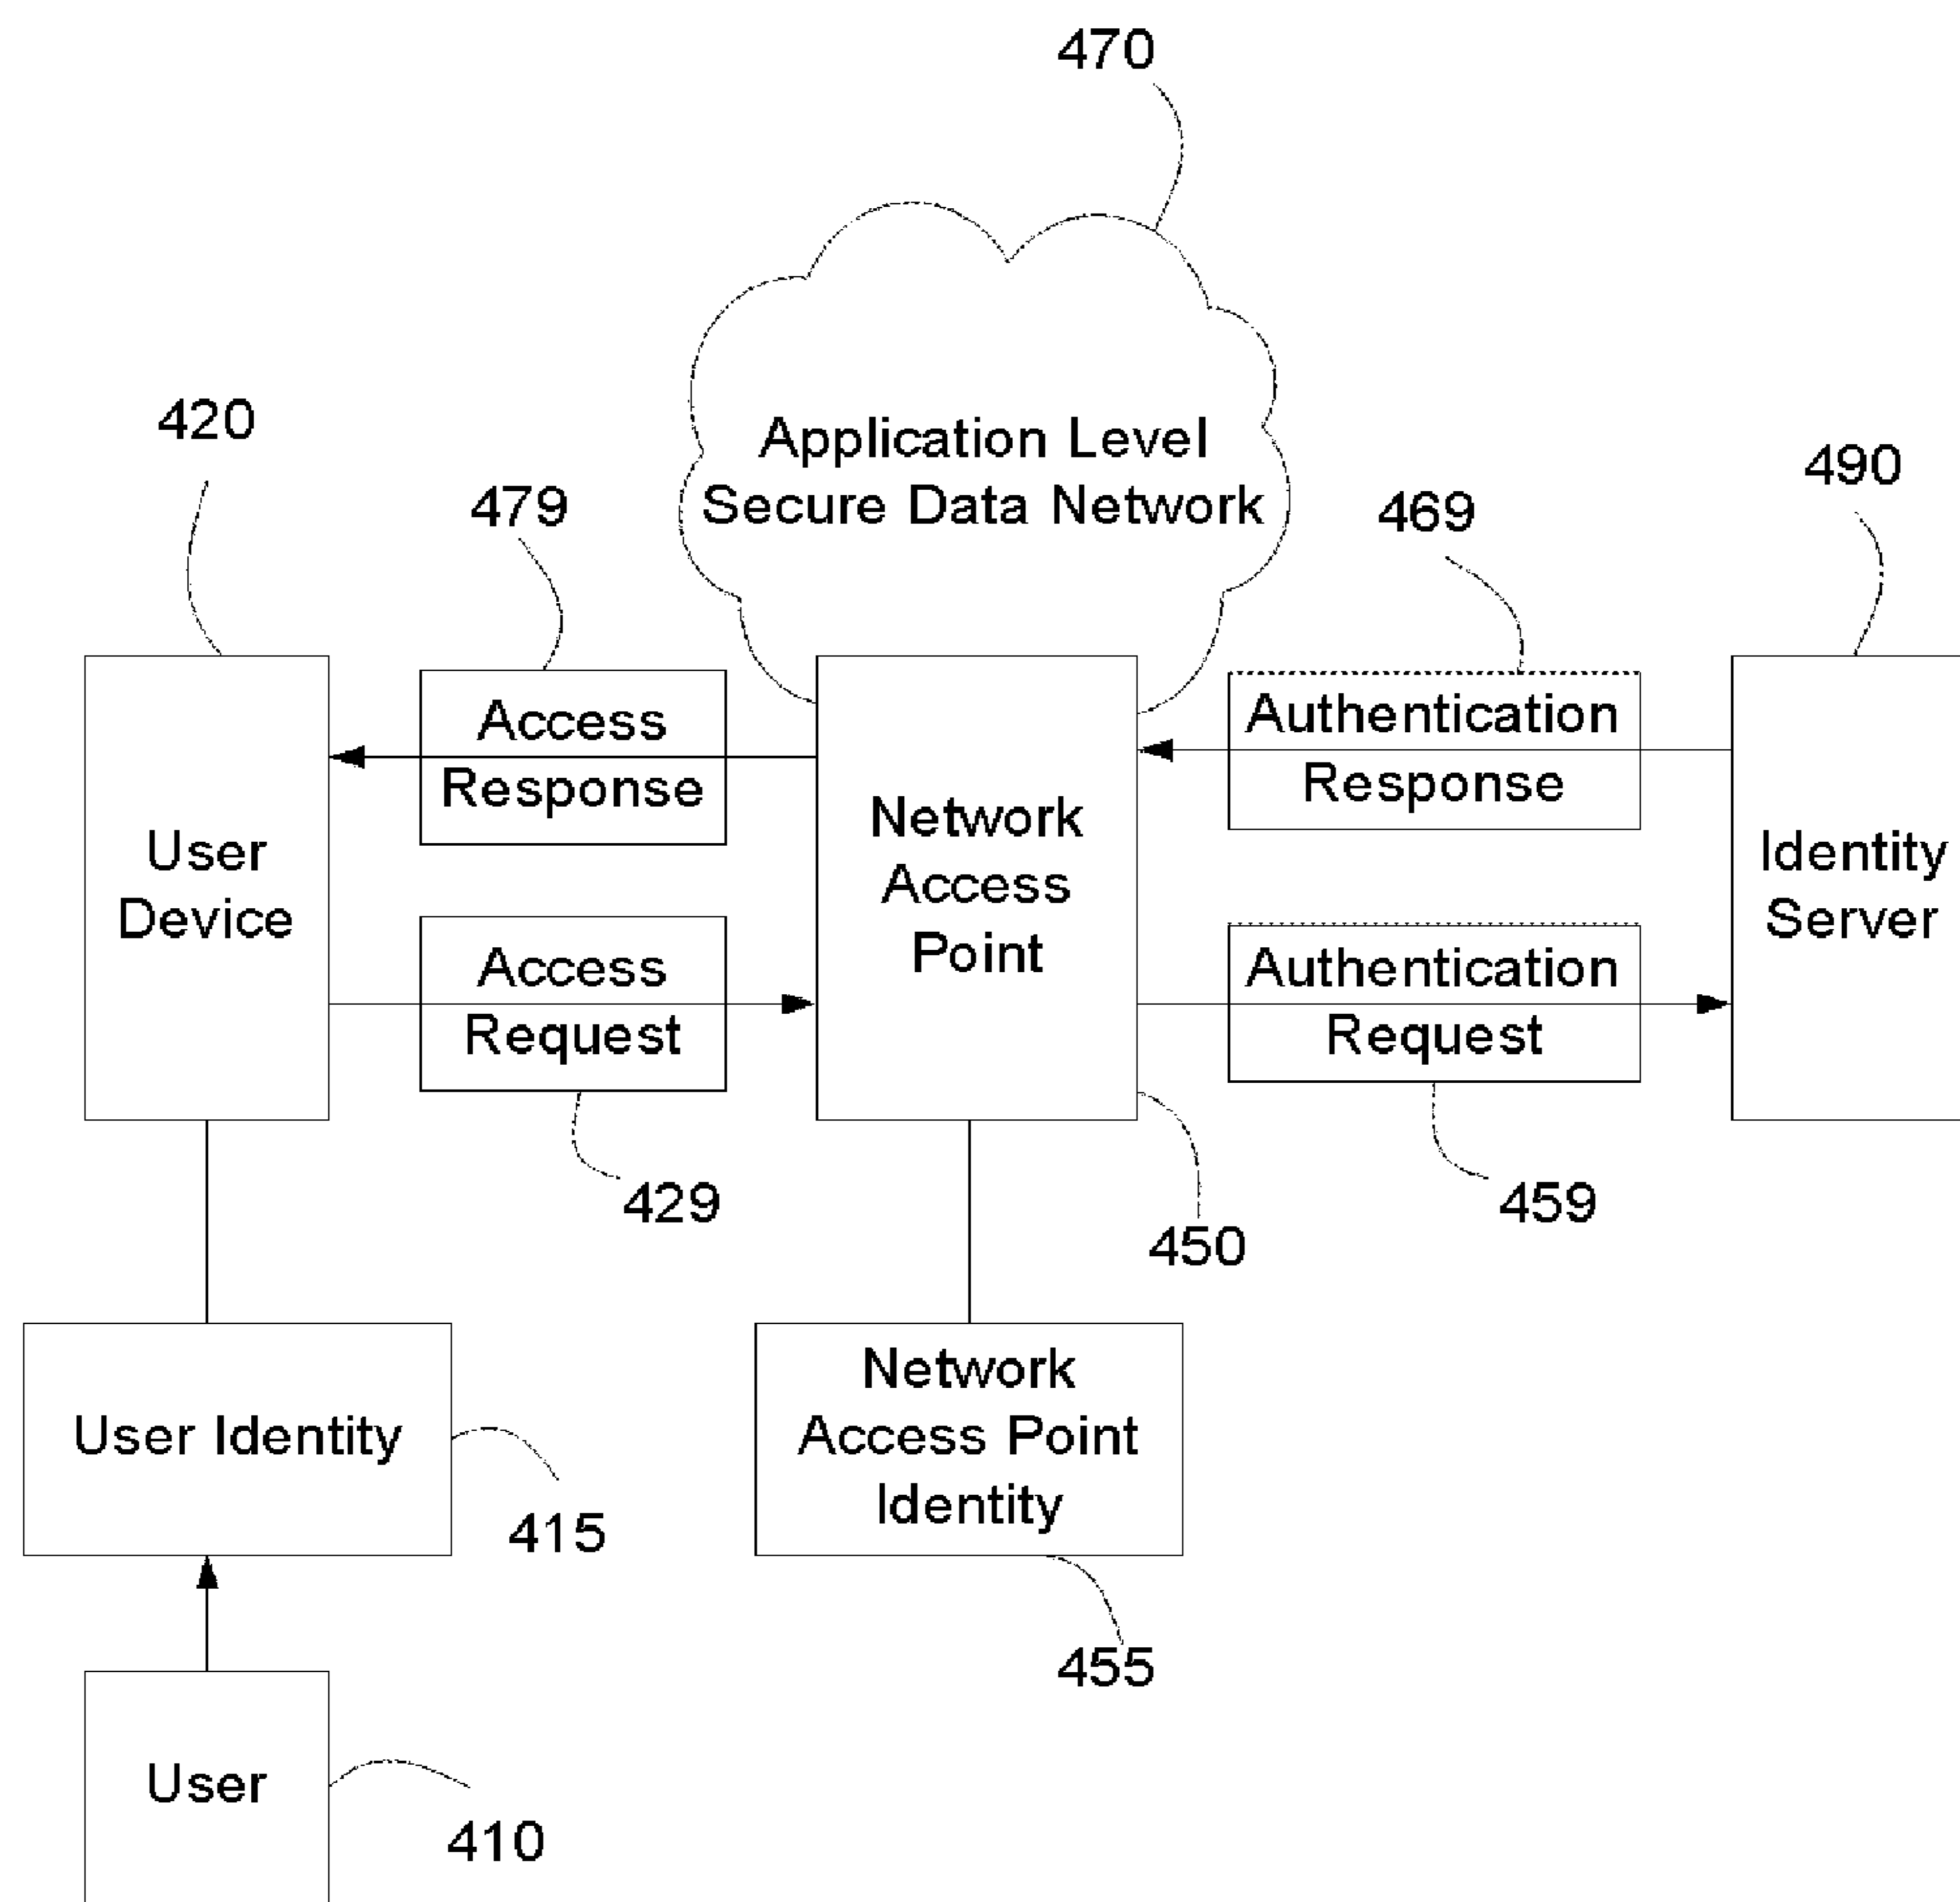 470
Application Level
Secure Data Network
420
479
469
490
User
Device
Access
Response
Access
Request
Network
Access
Point
Authentication
Response
Authentication
Request
Identity
Server
429
450
459
User Identity
415
Network
Access Point
Identity
455
User
410